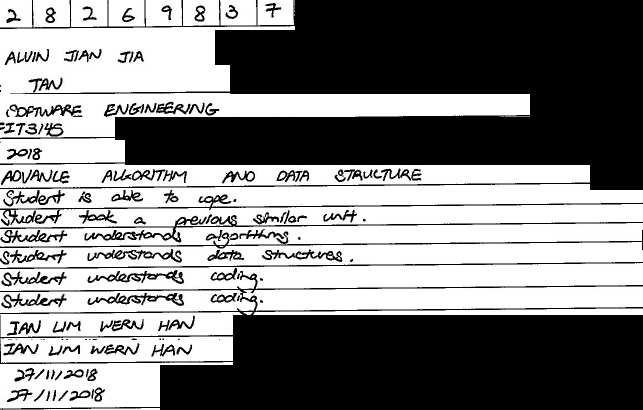 2 8 2 6 9 8 3 7
ALVIN JIAN JIA
: TAN
SOFTWARE ENGINEERING
FIT3145
2018
ADVANCE ALGORITHM AND DATA STRUCTURE
Student is able to cope.
Student took a previous similar unit.
Student understands algorithms.
Student understands data structures.
Student understands coding.
Student understands coding.
IAN LIM WERN HAN
IAN LIM WERN HAN
27/11/2018
27/11/2018